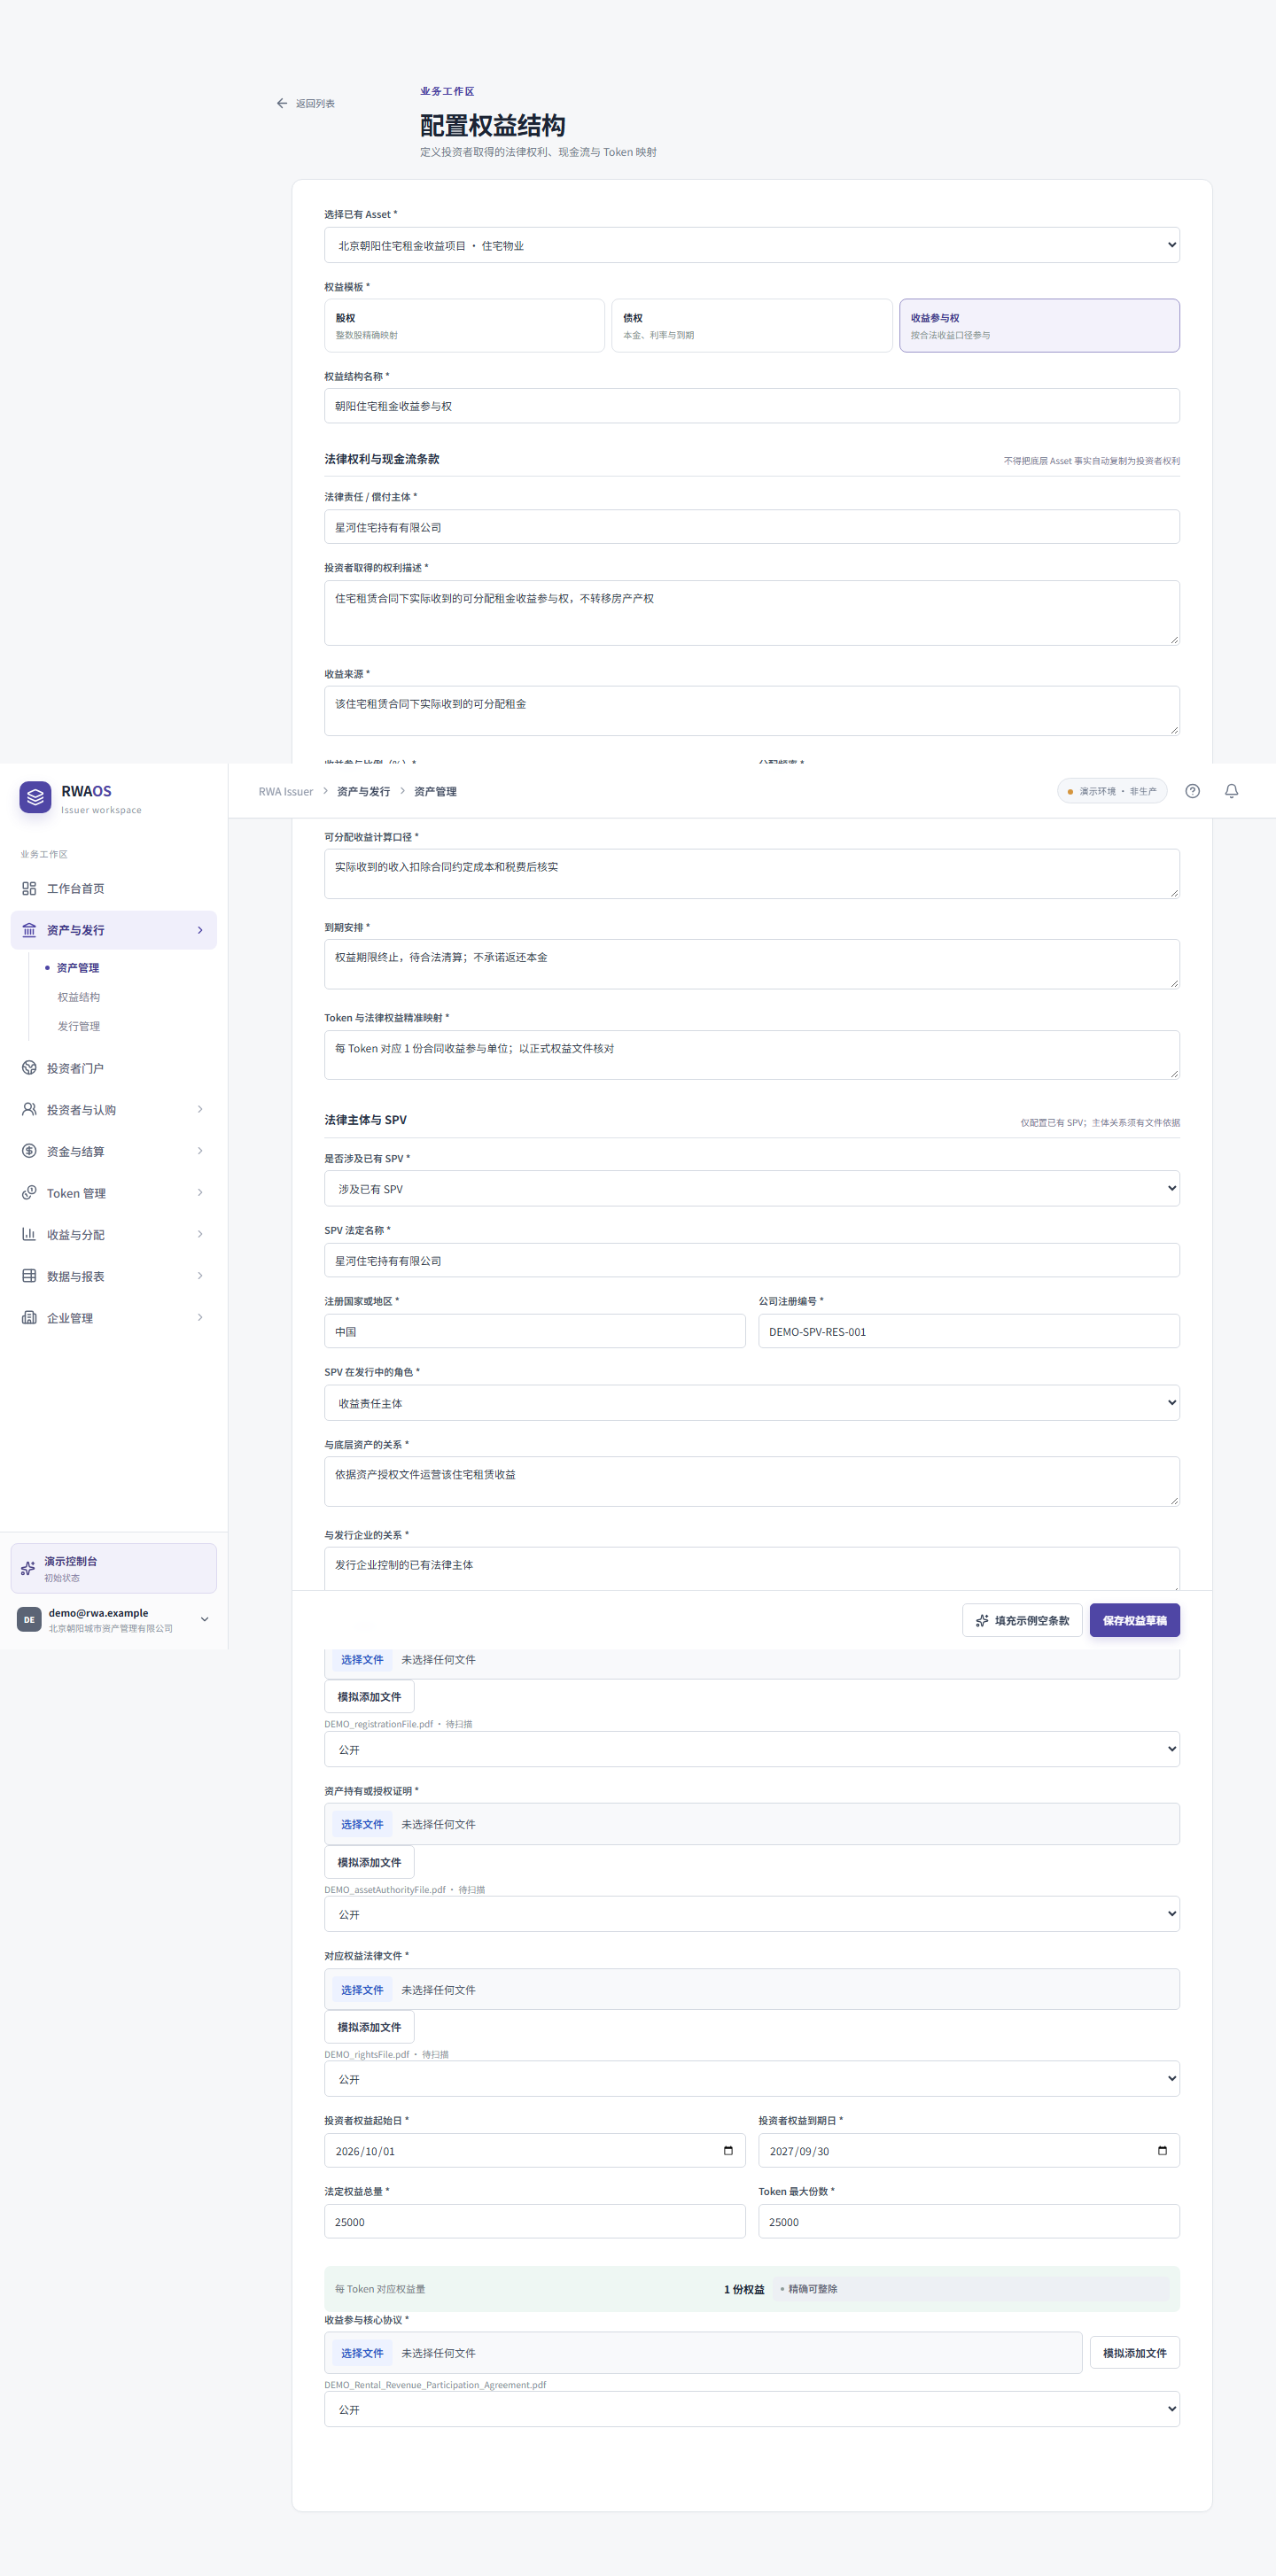 返回列表
业务工作区
配置权益结构
定义投资者取得的法律权利、现金流与 Token 映射
选择已有 Asset *
北京朝阳住宅租金收益项目 · 住宅物业
权益模板 *
股权
整数股精确映射
债权
本金、利率与到期
收益参与权
按合法收益口径参与
权益结构名称 *
朝阳住宅租金收益参与权
法律权利与现金流条款
不得把底层 Asset 事实自动复制为投资者权利
法律责任 / 偿付主体 *
星河住宅持有有限公司
投资者取得的权利描述 *
住宅租赁合同下实际收到的可分配租金收益参与权，不转移房产产权
收益来源 *
该住宅租赁合同下实际收到的可分配租金
收益参与比例（%）*
分配频率 *
RWAOS
Issuer workspace
业务工作区
工作台首页
资产与发行
资产管理
权益结构
发行管理
投资者门户
投资者与认购
资金与结算
Token 管理
收益与分配
数据与报表
企业管理
演示控制台
初始状态
DE
demo@rwa.example
北京朝阳城市资产管理有限公司
RWA Issuer
资产与发行
资产管理
演示环境 · 非生产
可分配收益计算口径 *
实际收到的收入扣除合同约定成本和税费后核实
到期安排 *
权益期限终止，待合法清算；不承诺返还本金
Token 与法律权益精准映射 *
每 Token 对应 1 份合同收益参与单位；以正式权益文件核对
法律主体与 SPV
仅配置已有 SPV；主体关系须有文件依据
是否涉及已有 SPV *
涉及已有 SPV
SPV 法定名称 *
星河住宅持有有限公司
注册国家或地区 *
公司注册编号 *
中国
DEMO-SPV-RES-001
SPV 在发行中的角色 *
收益责任主体
与底层资产的关系 *
依据资产授权文件运营该住宅租赁收益
与发行企业的关系 *
发行企业控制的已有法律主体
填充示例空条款
保存权益草稿
选择文件 未选择任何文件
模拟添加文件
DEMO_registrationFile.pdf · 待扫描
公开
资产持有或授权证明 *
选择文件 未选择任何文件
模拟添加文件
DEMO_assetAuthorityFile.pdf · 待扫描
公开
对应权益法律文件 *
选择文件 未选择任何文件
模拟添加文件
DEMO_rightsFile.pdf · 待扫描
公开
投资者权益起始日 *
投资者权益到期日 *
2026/10/01
2027/09/30
法定权益总量 *
Token 最大份数 *
25000
25000
每 Token 对应权益量
1 份权益
精确可整除
收益参与核心协议 *
选择文件 未选择任何文件
模拟添加文件
DEMO_Rental_Revenue_Participation_Agreement.pdf
公开